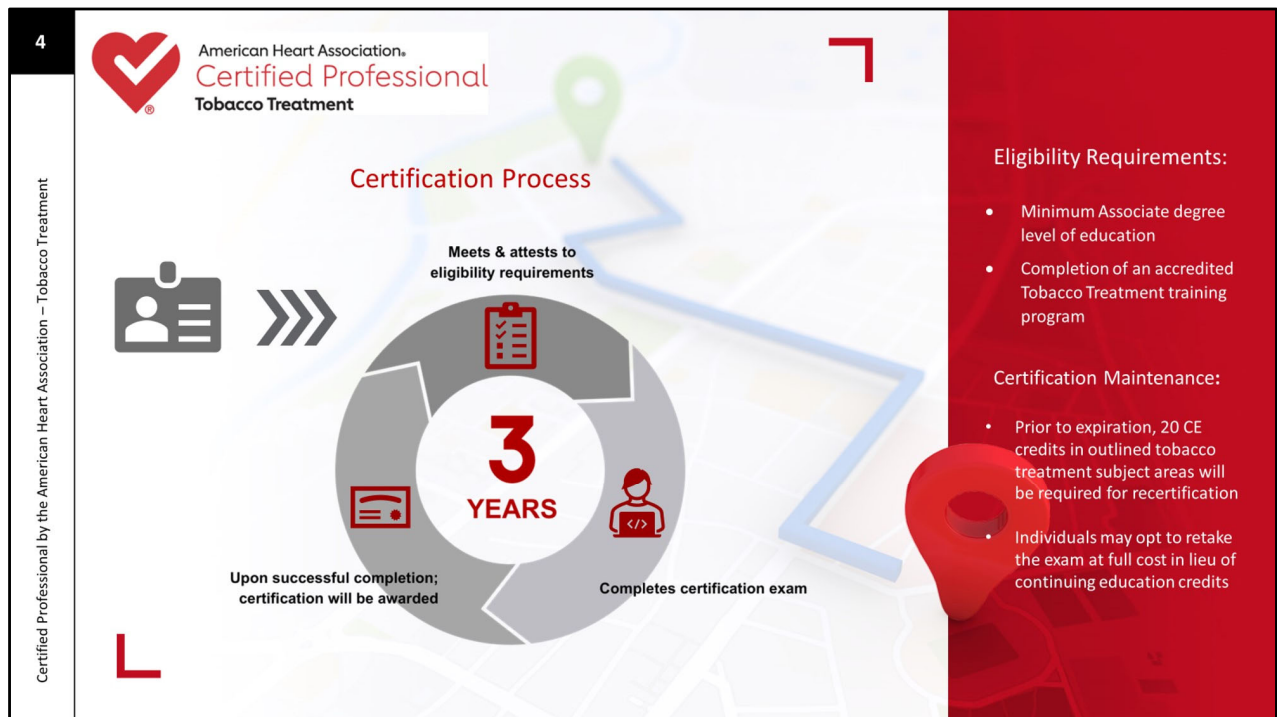 4
American Heart Association®
Certified Professional
Tobacco Treatment
Certified Professional by the American Heart Association – Tobacco Treatment
Certification Process
Meets & attests to
eligibility requirements
3
YEARS
</>
Completes certification exam
Upon successful completion;
certification will be awarded
Eligibility Requirements:
• Minimum Associate degree
level of education
• Completion of an accredited
Tobacco Treatment training
program
Certification Maintenance:
• Prior to expiration, 20 CE
credits in outlined tobacco
treatment subject areas will
be required for recertification
• Individuals may opt to retake
the exam at full cost in lieu of
continuing education credits